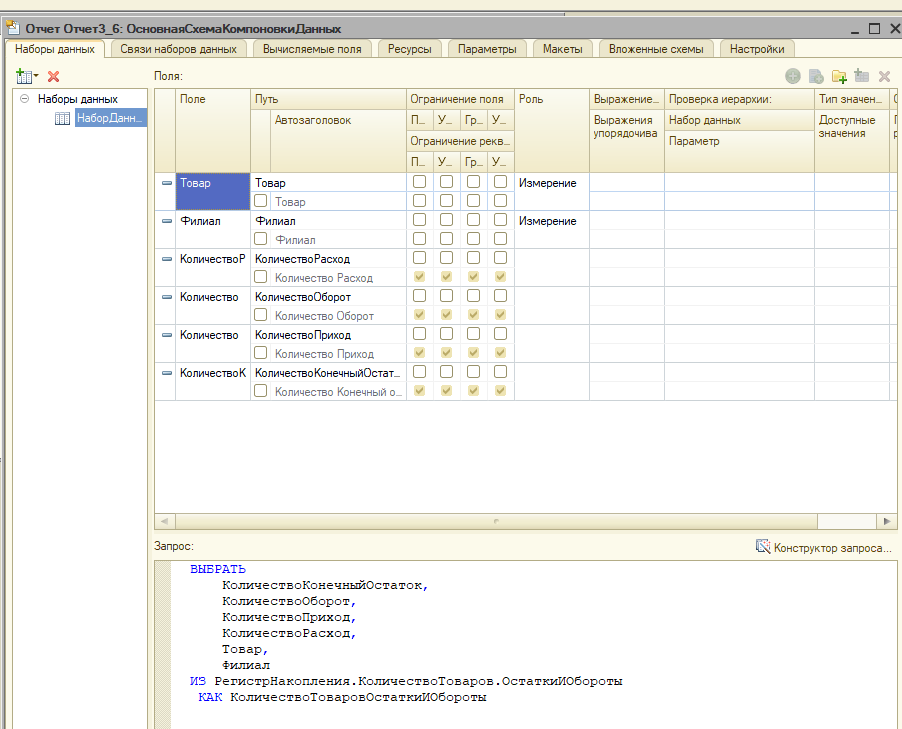 Отчет Отчет3_6: ОсновнаяСхемаКомпоновкиДанных
Наборы данных Связи наборов данных Вычисляемые поля Ресурсы Параметры Макеты Вложенные схемы Настройки
Поля:
Наборы данных
НаборДанн...
Поле Путь Ограничение поля Роль Выражение... Проверка иерархии: Тип значен...
Автозаголовок П... У... Гр... У... Выражения упорядочива Набор данных Доступные значения
Ограничение рекв... Параметр
П... У... Гр... У...
Товар Товар Измерение
Товар
Филиал Филиал Измерение
Филиал
КоличествоР КоличествоРасход
Количество Расход
Количество КоличествоОборот
Количество Оборот
Количество КоличествоПриход
Количество Приход
КоличествоК КоличествоКонечныйОстат...
Количество Конечный о...
Запрос:
Конструктор запроса...
ВЫБРАТЬ
КоличествоКонечныйОстаток,
КоличествоОборот,
КоличествоПриход,
КоличествоРасход,
Товар,
Филиал
ИЗ РегистрНакопления.КоличествоТоваров.ОстаткиИОбороты
КАК КоличествоТоваровОстаткиИОбороты